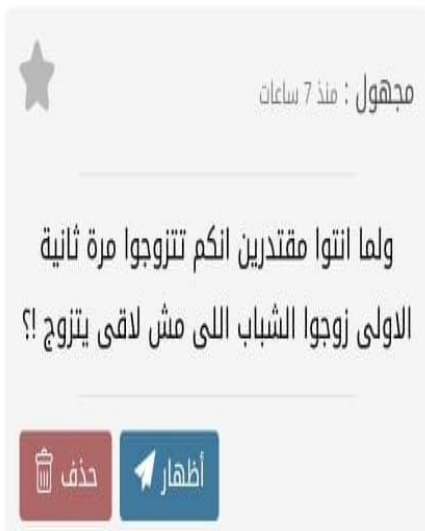 مجهول : منذ 7 ساعات
ولما انتوا مقتدرين انكم تتزوجوا مرة ثانية
الاولى زوجوا الشباب اللى مش لاقى يتزوج !؟
أظهار
حذف